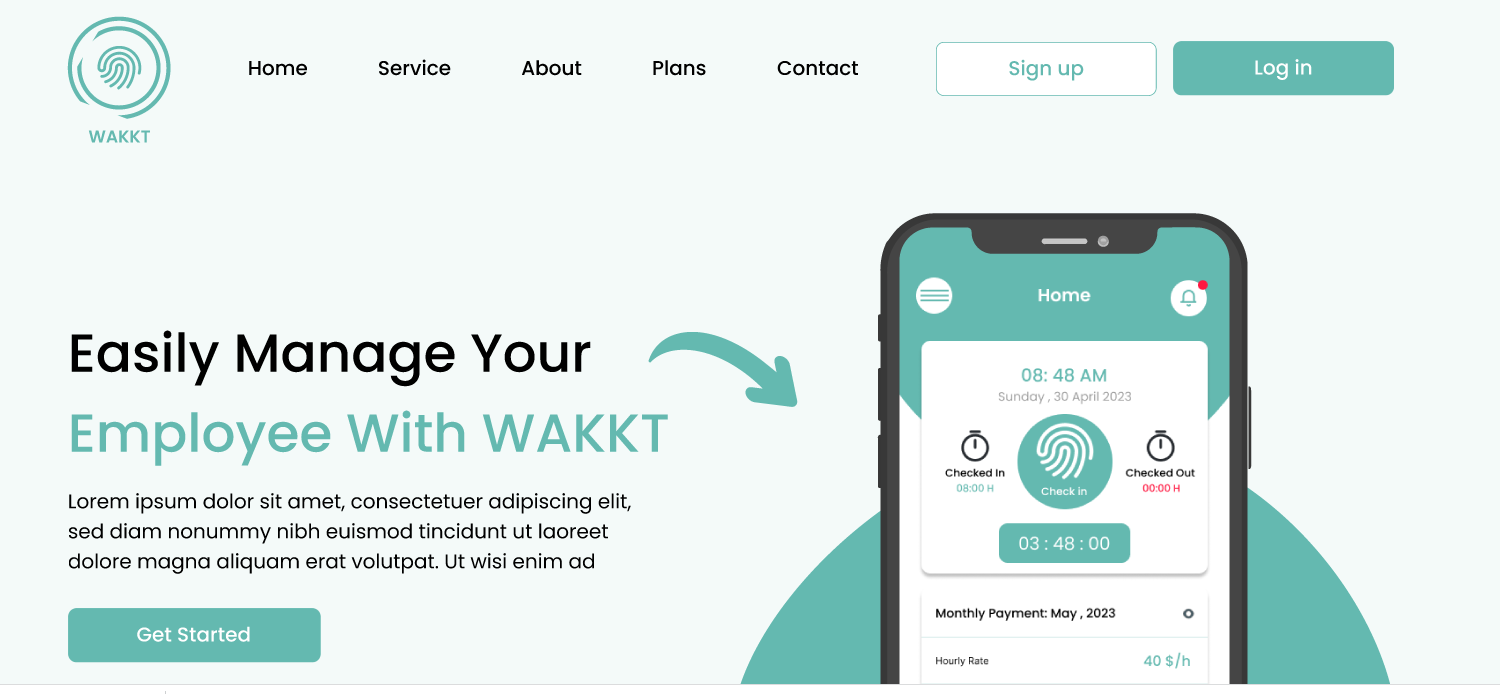 WAKKT
Home
Service
About
Plans
Contact
Sign up
Log in
Easily Manage Your
Employee With WAKKT
Lorem ipsum dolor sit amet, consectetuer adipiscing elit,
sed diam nonummy nibh euismod tincidunt ut laoreet
dolore magna aliquam erat volutpat. Ut wisi enim ad
Get Started
Home
08: 48 AM
Sunday , 30 April 2023
Checked In
08:00 H
Check in
Checked Out
00:00 H
03 : 48 : 00
Monthly Payment: May , 2023
Hourly Rate
40 $/h